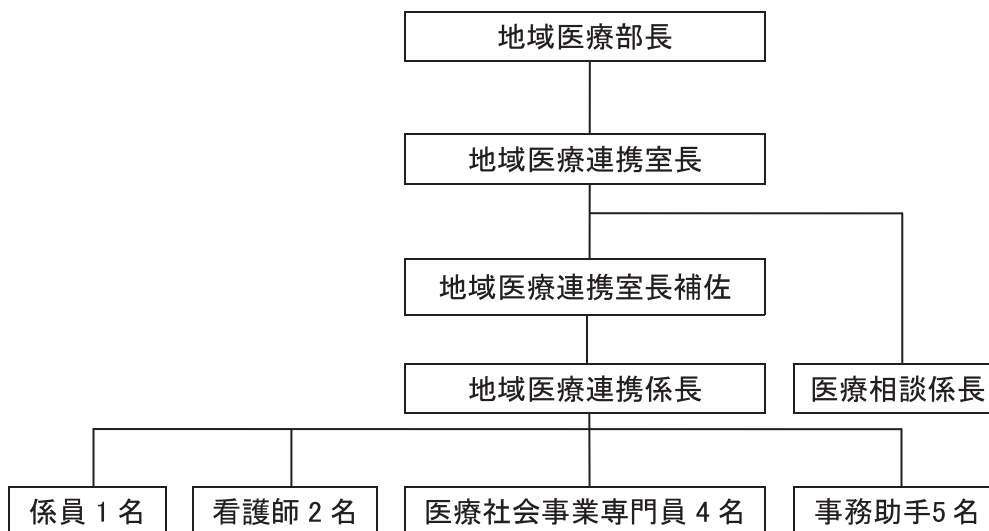 地域医療部長
地域医療連携室長
地域医療連携室長補佐
地域医療連携係長
医療相談係長
係員 1 名
看護師 2 名
医療社会事業専門員 4 名
事務助手5 名